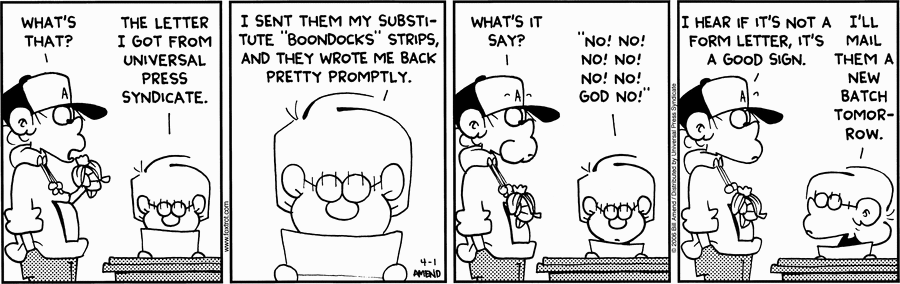 WHAT'S
THAT?
THE LETTER
I GOT FROM
UNIVERSAL
PRESS
SYNDICATE.
A
www.foxtrot.com
I SENT THEM MY SUBSTI-
TUTE "BOONDOCKS" STRIPS,
AND THEY WROTE ME BACK
PRETTY PROMPTLY.
4-1
AMEND
WHAT'S IT
SAY?
"NO! NO!
NO! NO!
NO! NO!
GOD NO!"
A
© 2006 Bill Amend / Distributed by Universal Press Syndicate
I HEAR IF IT'S NOT A
FORM LETTER, IT'S
A GOOD SIGN.
I'LL
MAIL
THEM A
NEW
BATCH
TOMOR-
ROW.
A